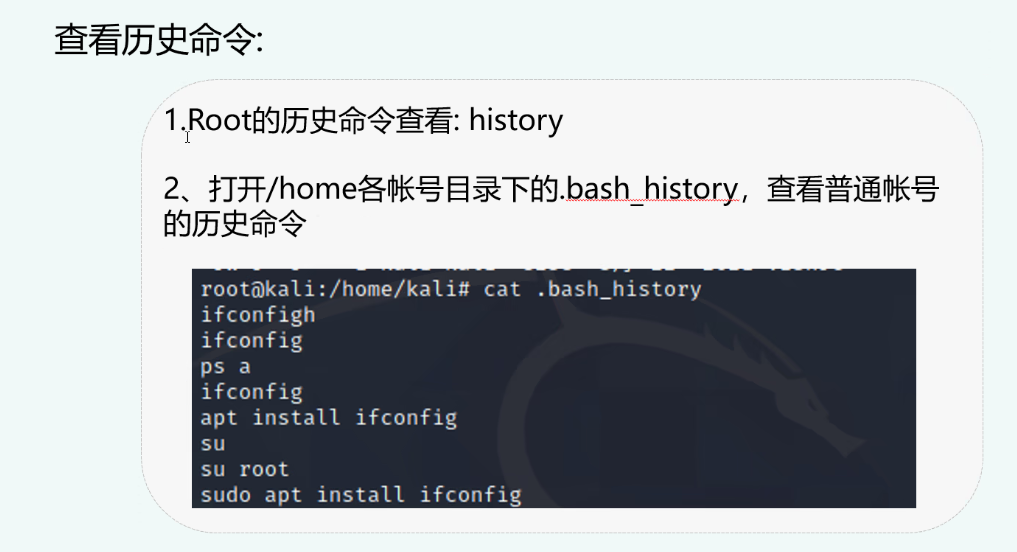 查看历史命令:
1.Root的历史命令查看: history
2、打开/home各帐号目录下的.bash_history，查看普通帐号
的历史命令
root@kali:/home/kali# cat .bash_history
ifconfigh
ifconfig
ps a
ifconfig
apt install ifconfig
su
su root
sudo apt install ifconfig